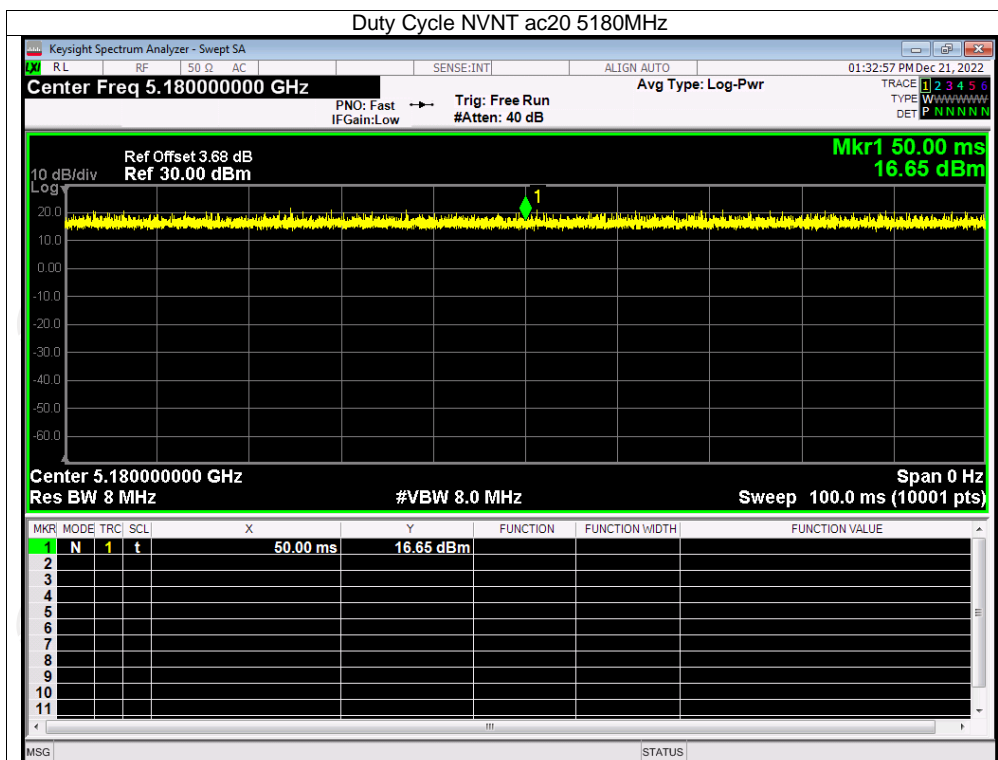 Duty Cycle NVNT ac20 5180MHz
Keysight Spectrum Analyzer - Swept SA
LXI RL RF 50 Ω AC SENSE:INT ALIGN AUTO 01:32:57 PM Dec 21, 2022
Center Freq 5.180000000 GHz Avg Type: Log-Pwr TRACE 1 2 3 4 5 6
PNO: Fast Trig: Free Run TYPE WWWWWW
IFGain:Low #Atten: 40 dB DET P N N N N N
Mkr1 50.00 ms
Ref Offset 3.68 dB
10 dB/div Ref 30.00 dBm 16.65 dBm
Log
1
20.0
10.0
0.00
-10.0
-20.0
-30.0
-40.0
-50.0
-60.0
Center 5.180000000 GHz Span 0 Hz
Res BW 8 MHz #VBW 8.0 MHz Sweep 100.0 ms (10001 pts)
MKR MODE TRC SCL X Y FUNCTION FUNCTION WIDTH FUNCTION VALUE
1 N 1 t 50.00 ms 16.65 dBm
2
3
4
5
6
7
8
9
10
11
MSG STATUS